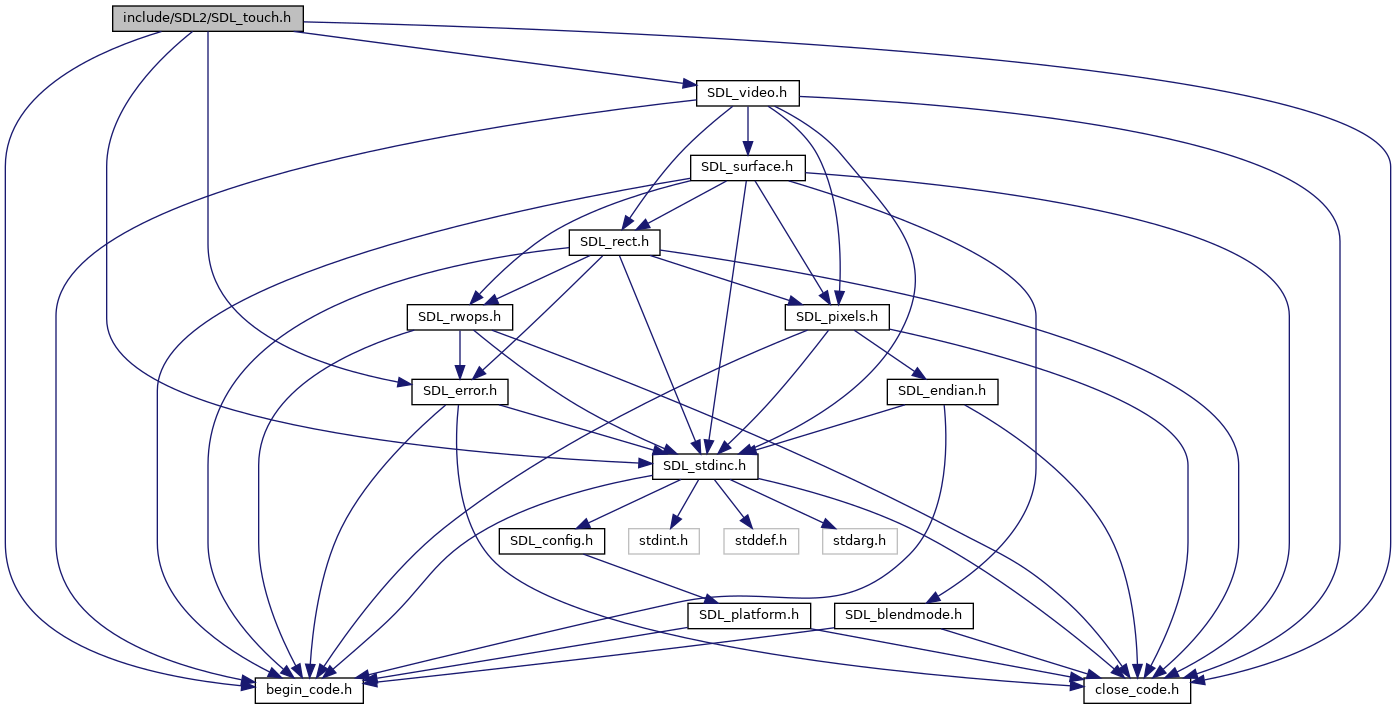 include/SDL2/SDL_touch.h
SDL_video.h
SDL_surface.h
SDL_rect.h
SDL_rwops.h
SDL_pixels.h
SDL_error.h
SDL_endian.h
SDL_stdinc.h
SDL_config.h
stdint.h
stddef.h
stdarg.h
SDL_platform.h
SDL_blendmode.h
begin_code.h
close_code.h